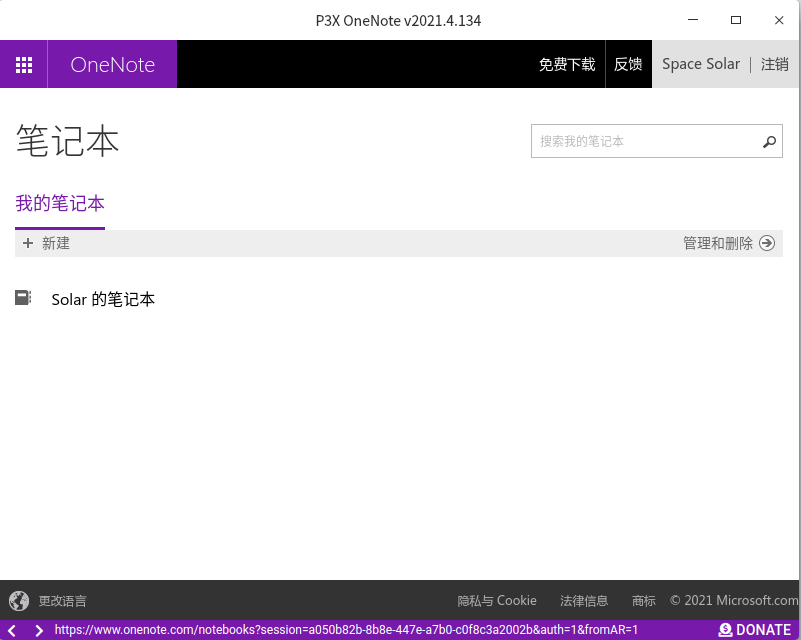 P3X OneNote v2021.4.134
OneNote 免费下载 反馈 Space Solar | 注销
笔记本
搜索我的笔记本
我的笔记本
+ 新建 管理和删除
Solar 的笔记本
更改语言 隐私与 Cookie 法律信息 商标 © 2021 Microsoft.com
https://www.onenote.com/notebooks?session=a050b82b-8b8e-447e-a7b0-c0f8c3a2002b&auth=1&fromAR=1 DONATE